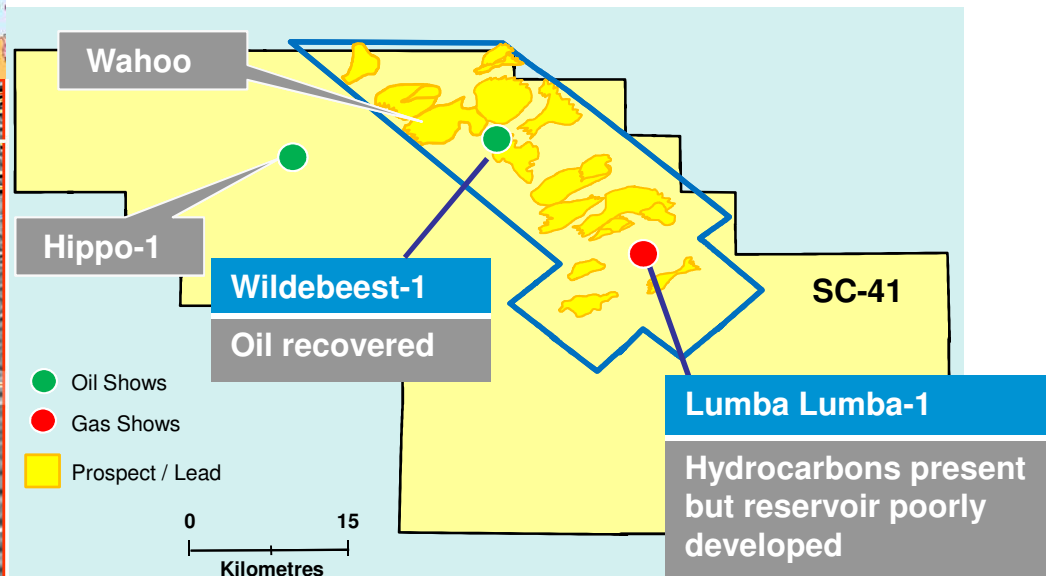 Wahoo
Hippo-1
Wildebeest-1
Oil recovered
SC-41
Oil Shows
Gas Shows
Prospect / Lead
0 15
Kilometres
Lumba Lumba-1
Hydrocarbons present
but reservoir poorly
developed